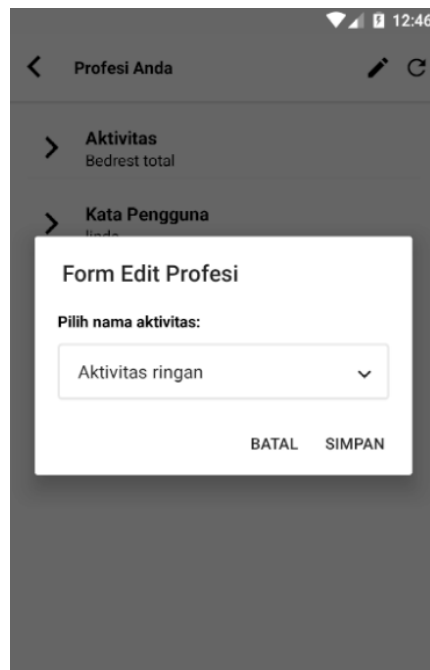 12:46
Profesi Anda
Aktivitas
Bedrest total
Kata Pengguna
Form Edit Profesi
Pilih nama aktivitas:
Aktivitas ringan
BATAL SIMPAN